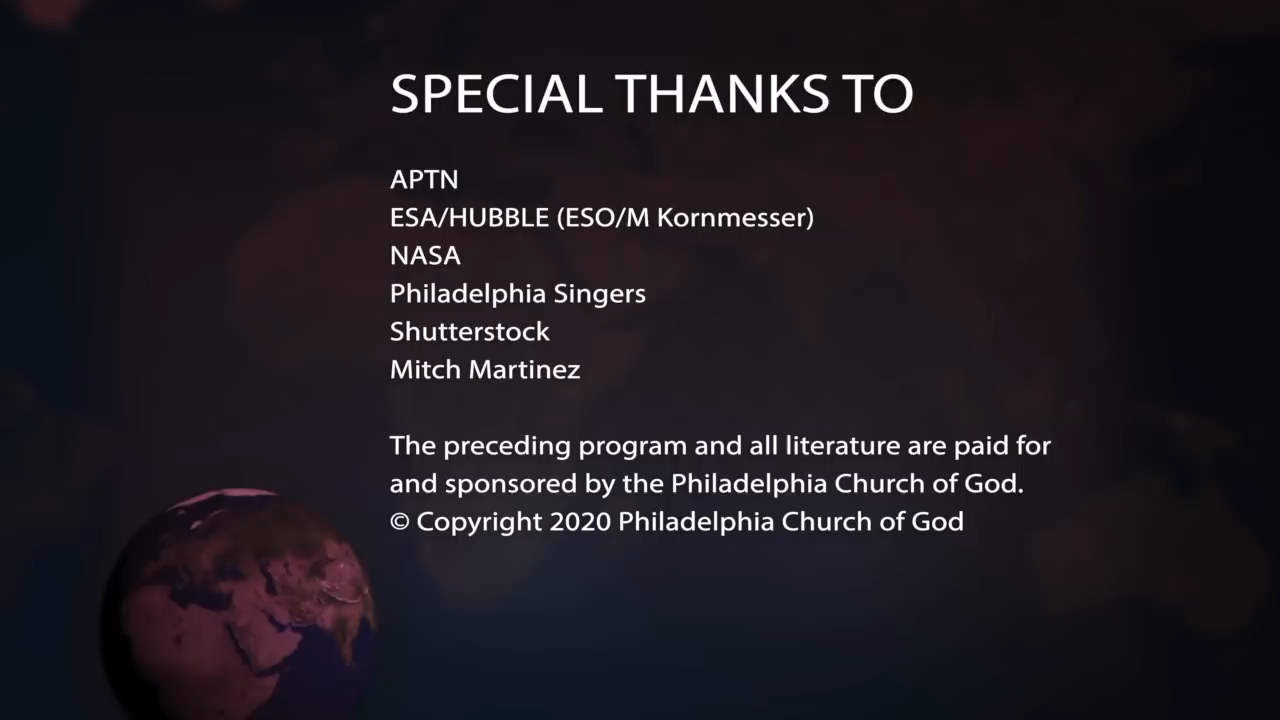 SPECIAL THANKS TO
APTN
ESA/HUBBLE (ESO/M Kornmesser)
NASA
Philadelphia Singers
Shutterstock
Mitch Martinez
The preceding program and all literature are paid for
and sponsored by the Philadelphia Church of God.
© Copyright 2020 Philadelphia Church of God